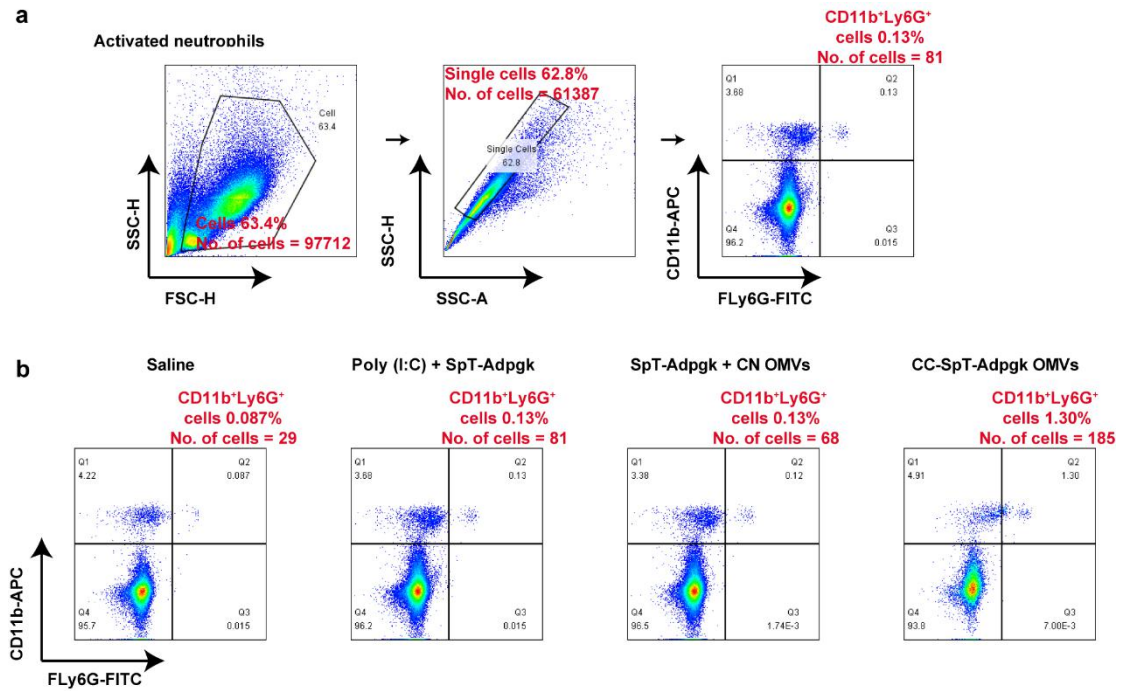 a
Activated neutrophils
CD11b⁺Ly6G⁺
cells 0.13%
No. of cells = 81
Cell
63.4
Cells 63.4%
No. of cells = 97712
SSC-H
FSC-H
Single cells 62.8%
No. of cells = 61387
Single Cells
62.8
SSC-H
SSC-A
Q1
3.68
Q2
0.13
Q4
96.2
Q3
0.015
CD11b-APC
FLy6G-FITC
b
Saline
CD11b⁺Ly6G⁺
cells 0.087%
No. of cells = 29
Q1
4.22
Q2
0.087
Q4
95.7
Q3
0.015
CD11b-APC
FLy6G-FITC
Poly (I:C) + SpT-Adpgk
CD11b⁺Ly6G⁺
cells 0.13%
No. of cells = 81
Q1
3.68
Q2
0.13
Q4
96.2
Q3
0.015
SpT-Adpgk + CN OMVs
CD11b⁺Ly6G⁺
cells 0.13%
No. of cells = 68
Q1
3.38
Q2
0.12
Q4
96.5
Q3
1.74E-3
CC-SpT-Adpgk OMVs
CD11b⁺Ly6G⁺
cells 1.30%
No. of cells = 185
Q1
4.91
Q2
1.30
Q4
93.8
Q3
7.00E-3